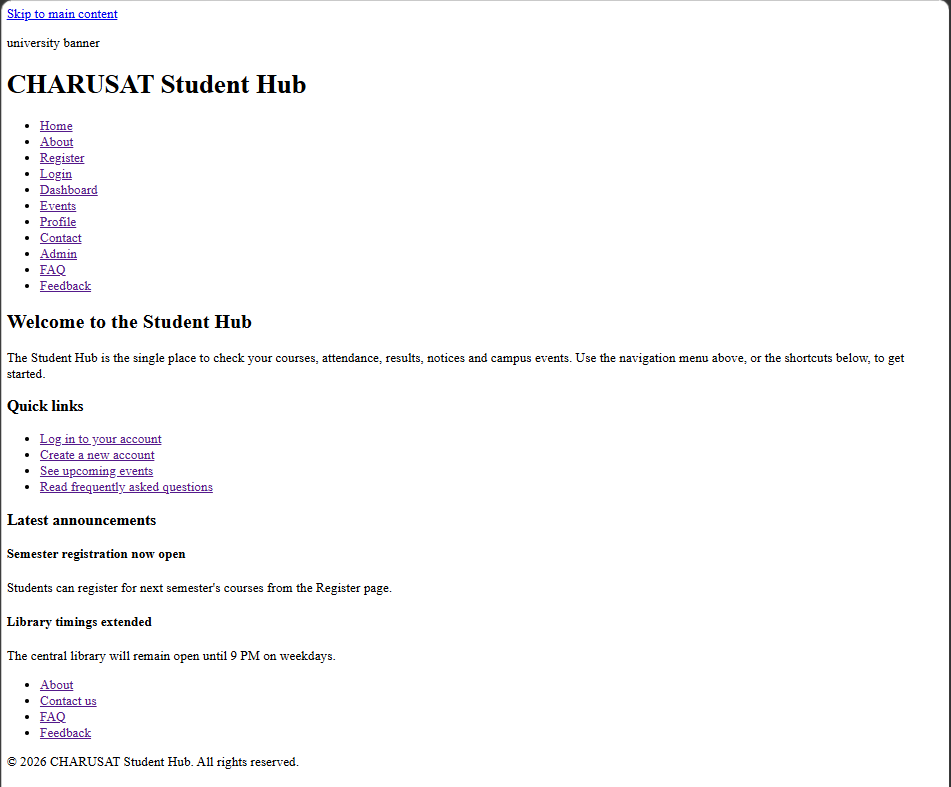 Skip to main content
university banner
CHARUSAT Student Hub
Home
About
Register
Login
Dashboard
Events
Profile
Contact
Admin
FAQ
Feedback
Welcome to the Student Hub
The Student Hub is the single place to check your courses, attendance, results, notices and campus events. Use the navigation menu above, or the shortcuts below, to get
started.
Quick links
Log in to your account
Create a new account
See upcoming events
Read frequently asked questions
Latest announcements
Semester registration now open
Students can register for next semester's courses from the Register page.
Library timings extended
The central library will remain open until 9 PM on weekdays.
About
Contact us
FAQ
Feedback
© 2026 CHARUSAT Student Hub. All rights reserved.